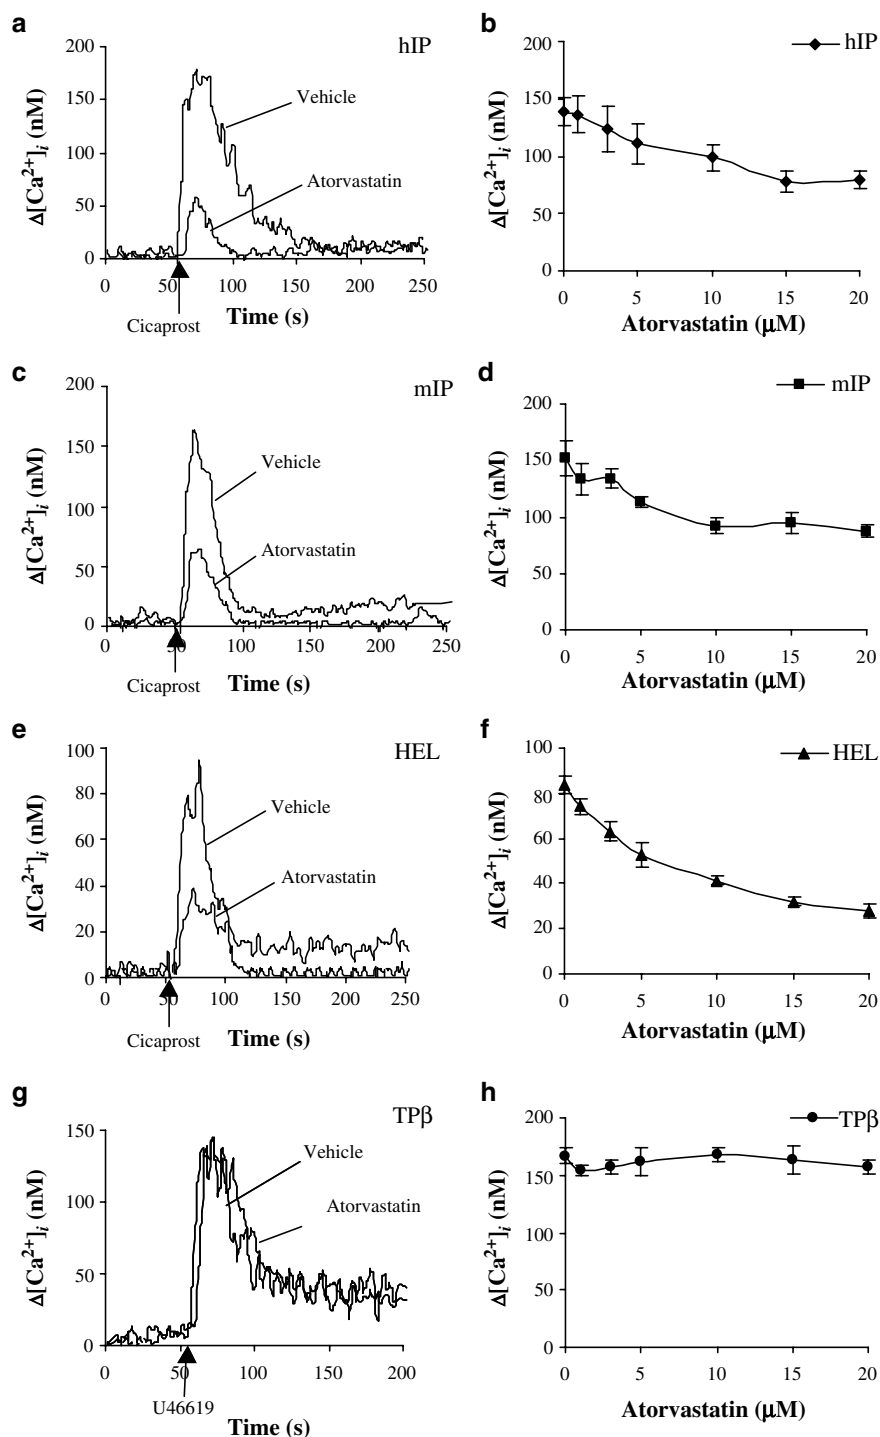 a
hIP
200
150
100
50
0
Δ[Ca²⁺]ᵢ (nM)
Vehicle
Atorvastatin
0 50 100 150 200 250
Cicaprost
Time (s)
b
hIP
200
150
100
50
0
Δ[Ca²⁺]ᵢ (nM)
0 5 10 15 20
Atorvastatin (μM)
c
mIP
200
150
100
50
0
Δ[Ca²⁺]ᵢ (nM)
Vehicle
Atorvastatin
0 50 100 150 200 250
Cicaprost
Time (s)
d
mIP
200
150
100
50
0
Δ[Ca²⁺]ᵢ (nM)
0 5 10 15 20
Atorvastatin (μM)
e
HEL
100
80
60
40
20
0
Δ[Ca²⁺]ᵢ (nM)
Vehicle
Atorvastatin
0 50 100 150 200 250
Cicaprost
Time (s)
f
HEL
100
80
60
40
20
0
Δ[Ca²⁺]ᵢ (nM)
0 5 10 15 20
Atorvastatin (μM)
g
TPβ
150
100
50
0
Δ[Ca²⁺]ᵢ (nM)
Vehicle
Atorvastatin
0 50 100 150 200
U46619
Time (s)
h
TPβ
200
150
100
50
0
Δ[Ca²⁺]ᵢ (nM)
0 5 10 15 20
Atorvastatin (μM)